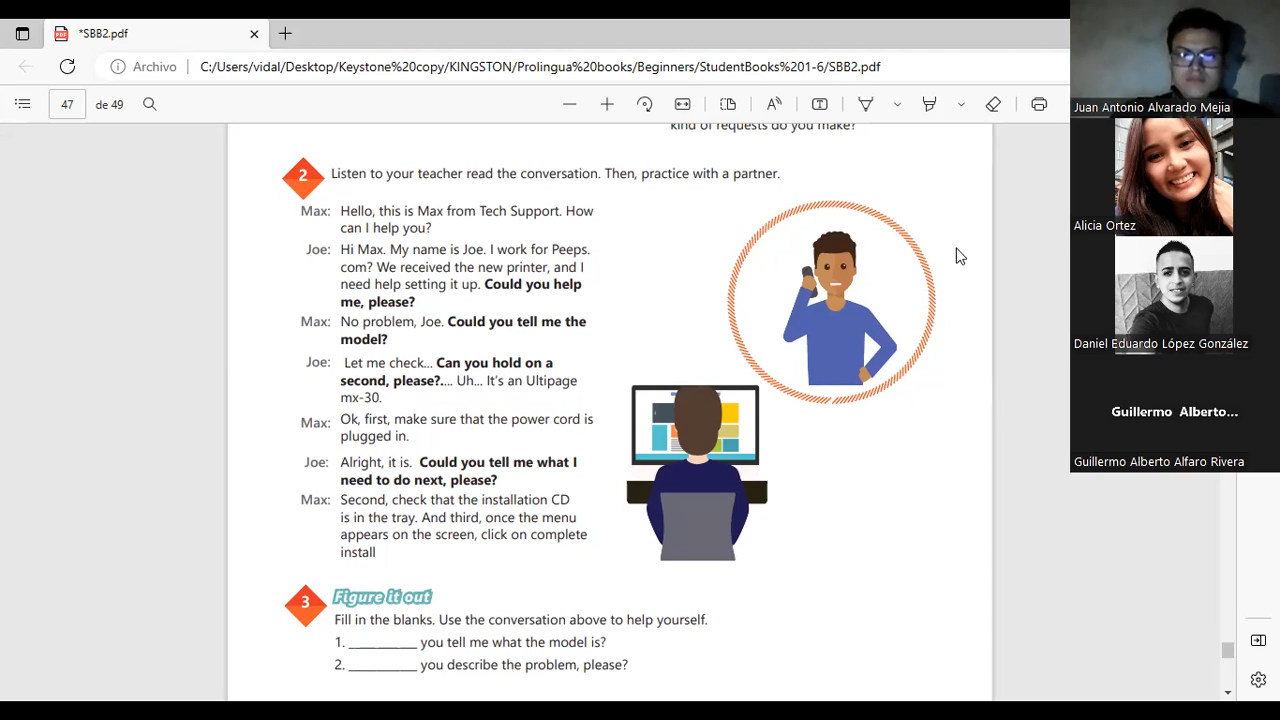 *SBB2.pdf
Archivo
C:/Users/vidal/Desktop/Keystone%20copy/KINGSTON/Prolingua%20books/Beginners/StudentBooks%201-6/SBB2.pdf
47 de 49
kind of requests do you make?
2 Listen to your teacher read the conversation. Then, practice with a partner.
Max: Hello, this is Max from Tech Support. How
can I help you?
Joe: Hi Max. My name is Joe. I work for Peeps.
com? We received the new printer, and I
need help setting it up. Could you help
me, please?
Max: No problem, Joe. Could you tell me the
model?
Joe: Let me check... Can you hold on a
second, please?.... Uh... It's an Ultipage
mx-30.
Max: Ok, first, make sure that the power cord is
plugged in.
Joe: Alright, it is. Could you tell me what I
need to do next, please?
Max: Second, check that the installation CD
is in the tray. And third, once the menu
appears on the screen, click on complete
install
3 Figure it out
Fill in the blanks. Use the conversation above to help yourself.
1. __________ you tell me what the model is?
2. __________ you describe the problem, please?
Juan Antonio Alvarado Mejia
Alicia Ortez
Daniel Eduardo López González
Guillermo Alberto...
Guillermo Alberto Alfaro Rivera